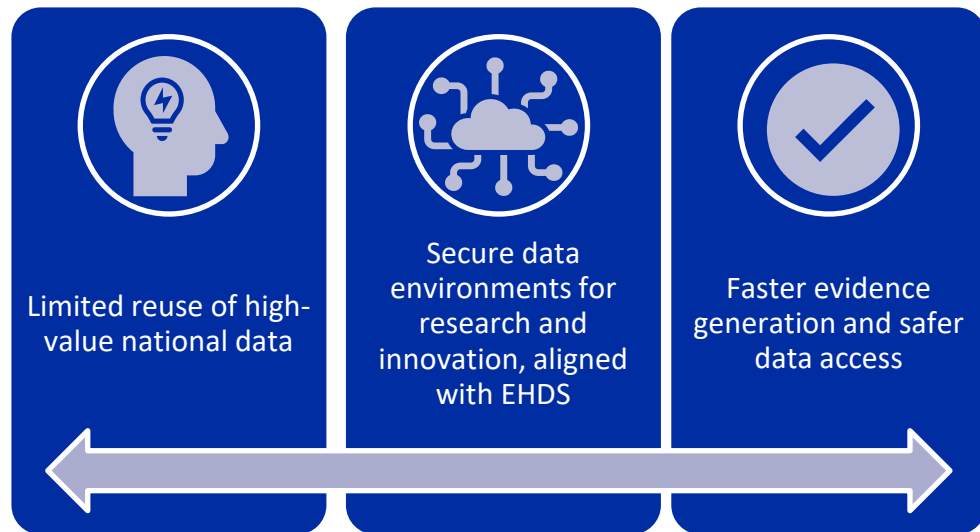 Limited reuse of high-
value national data
Secure data
environments for
research and
innovation, aligned
with EHDS
Faster evidence
generation and safer
data access